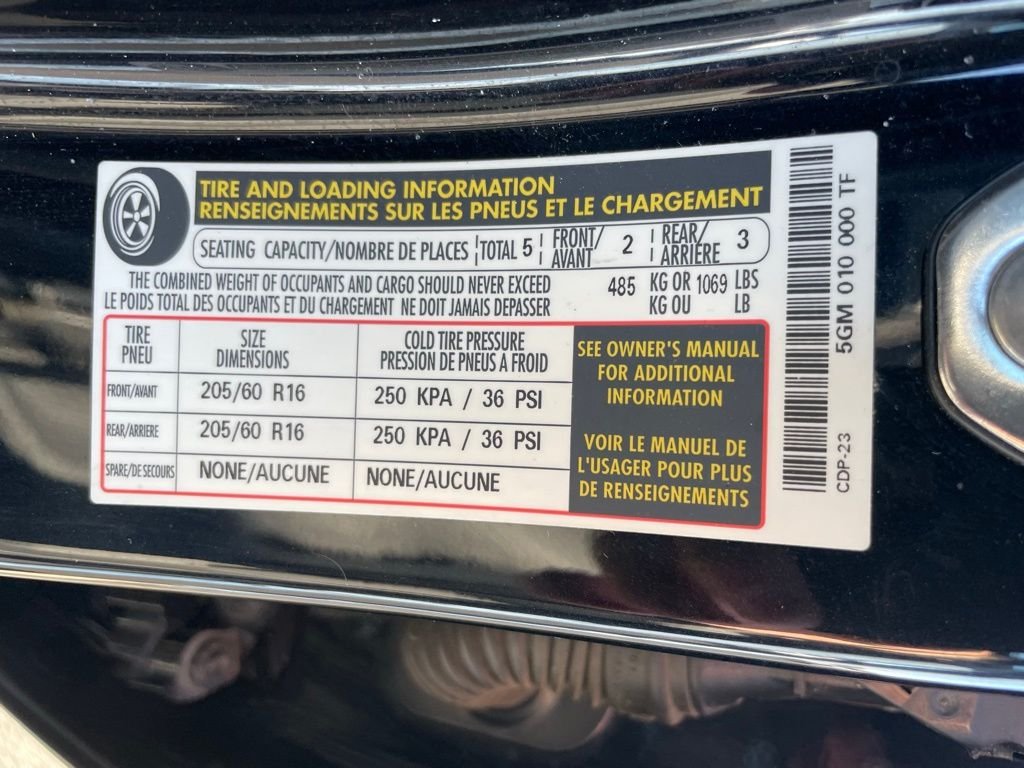 TIRE AND LOADING INFORMATION
RENSEIGNEMENTS SUR LES PNEUS ET LE CHARGEMENT
SEATING CAPACITY/NOMBRE DE PLACES TOTAL 5 FRONT/AVANT 2 REAR/ARRIÈRE 3
THE COMBINED WEIGHT OF OCCUPANTS AND CARGO SHOULD NEVER EXCEED 485 KG OR 1069 LBS
LE POIDS TOTAL DES OCCUPANTS ET DU CHARGEMENT NE DOIT JAMAIS DEPASSER KG OU LB
TIRE SIZE COLD TIRE PRESSURE
PNEU DIMENSIONS PRESSION DE PNEUS A FROID
FRONT/AVANT 205/60 R16 250 KPA / 36 PSI
REAR/ARRIERE 205/60 R16 250 KPA / 36 PSI
SPARE/DE SECOURS NONE/AUCUNE NONE/AUCUNE
SEE OWNER'S MANUAL
FOR ADDITIONAL
INFORMATION
VOIR LE MANUEL DE
L'USAGER POUR PLUS
DE RENSEIGNEMENTS
5GM 010 000 TF
CDP-23